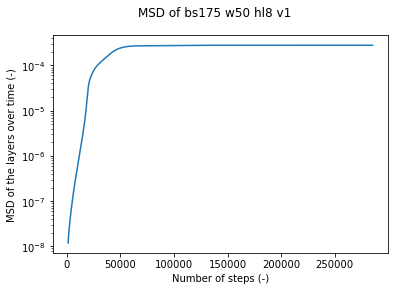 MSD of bs175 w50 hl8 v1
MSD of the layers over time (-)
10⁻⁴
10⁻⁵
10⁻⁶
10⁻⁷
10⁻⁸
0 50000 100000 150000 200000 250000
Number of steps (-)